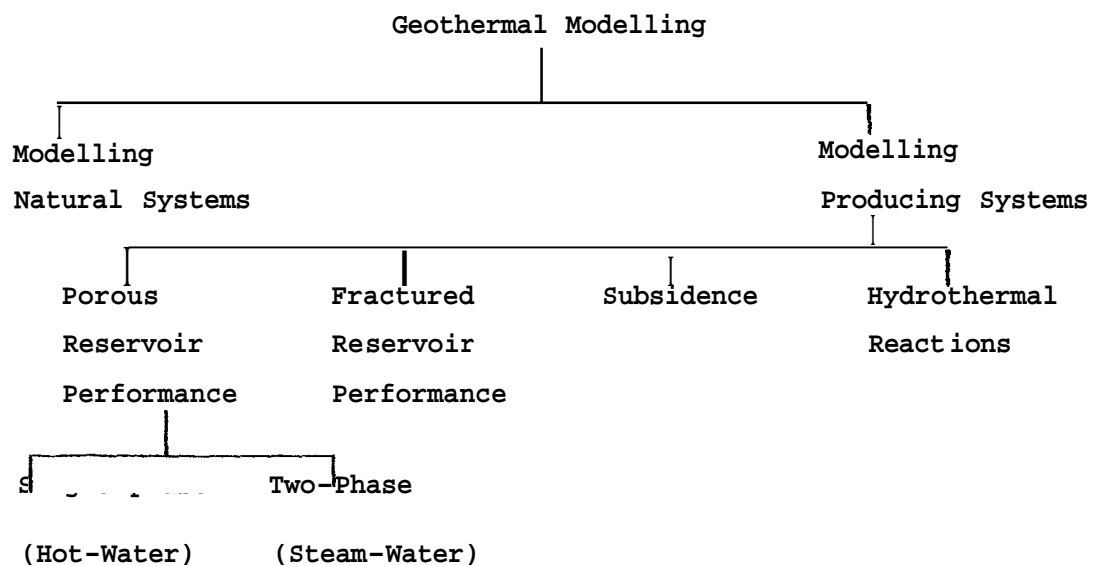 Geothermal Modelling
Modelling
Natural Systems
Modelling
Producing Systems
Porous
Reservoir
Performance
Fractured
Reservoir
Performance
Subsidence
Hydrothermal
Reactions
Two-Phase
(Hot-Water)
(Steam-Water)